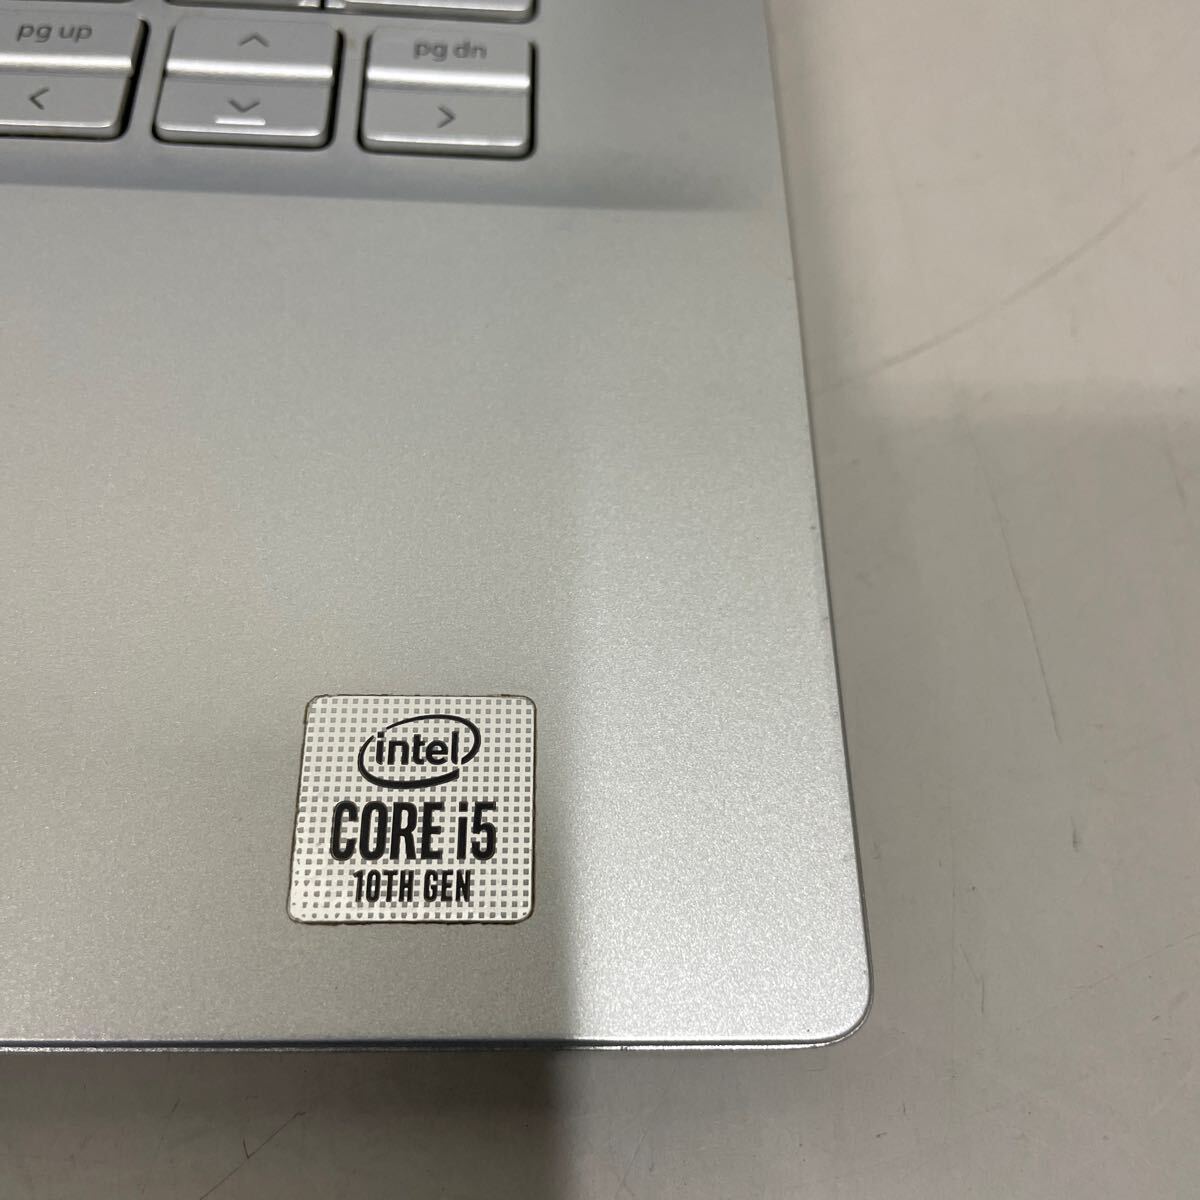 pg up
pg dn
intel
CORE i5
10TH GEN